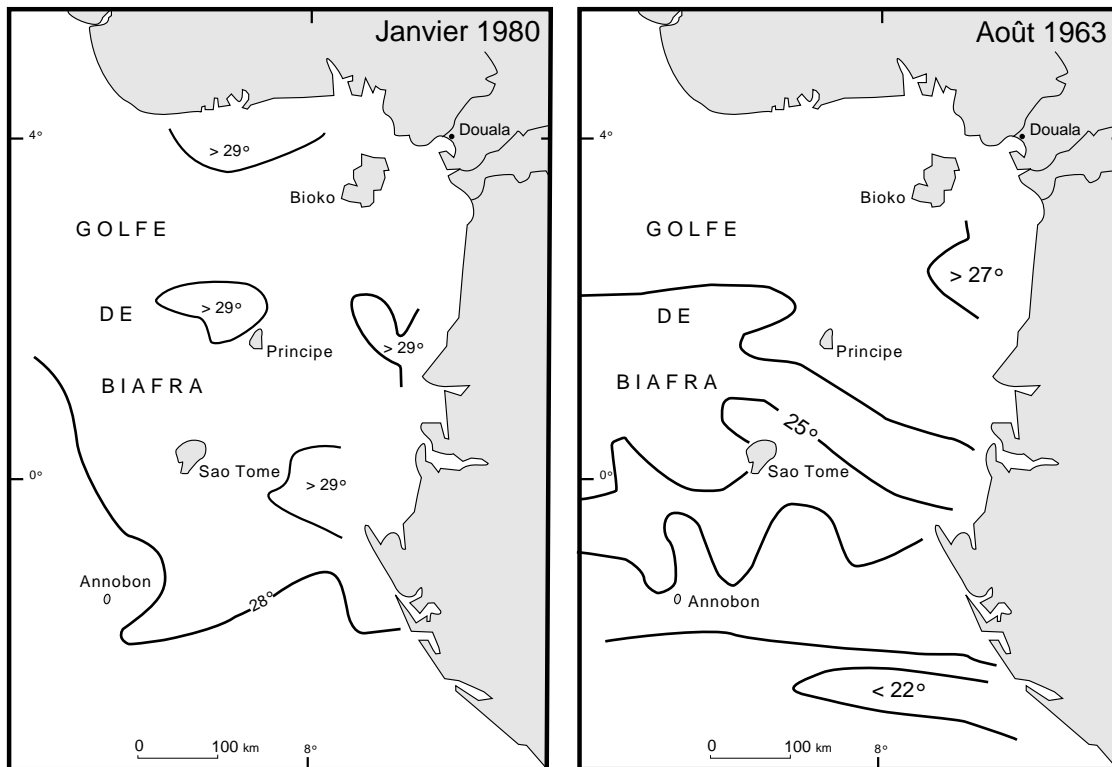 Janvier 1980
4°
> 29°
Douala
Bioko
GOLFE
> 29°
DE
Principe
> 29°
BIAFRA
0°
Sao Tome
> 29°
Annobon
28°
0 100 km
8°
Août 1963
4°
Douala
Bioko
GOLFE
> 27°
DE
Principe
BIAFRA
25°
0°
Sao Tome
Annobon
< 22°
0 100 km
8°